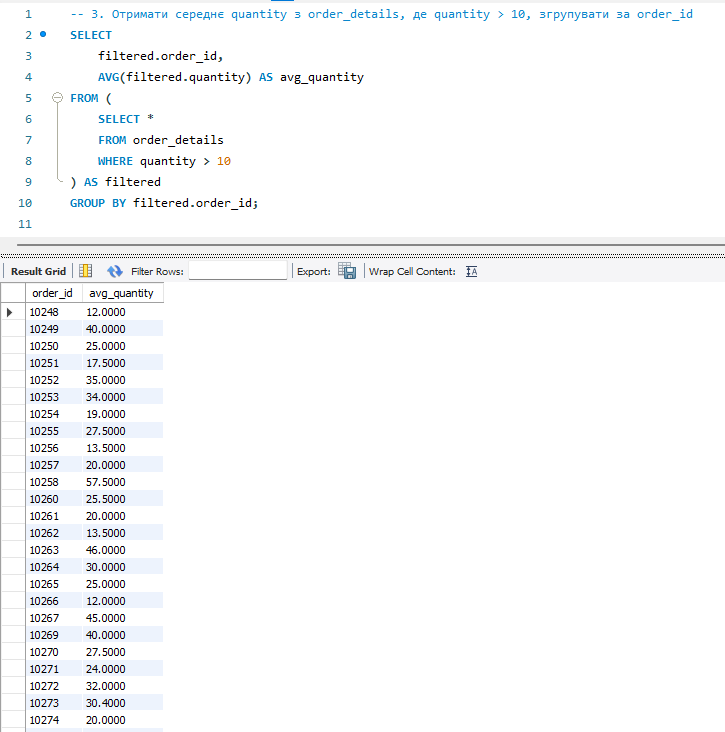 1 -- 3. Отримати середнє quantity з order_details, де quantity > 10, згрупувати за order_id
2 SELECT
3 filtered.order_id,
4 AVG(filtered.quantity) AS avg_quantity
5 FROM (
6 SELECT *
7 FROM order_details
8 WHERE quantity > 10
9 ) AS filtered
10 GROUP BY filtered.order_id;
11
Result Grid Filter Rows: Export: Wrap Cell Content: IA
order_id avg_quantity
10248 12.0000
10249 40.0000
10250 25.0000
10251 17.5000
10252 35.0000
10253 34.0000
10254 19.0000
10255 27.5000
10256 13.5000
10257 20.0000
10258 57.5000
10260 25.5000
10261 20.0000
10262 13.5000
10263 46.0000
10264 30.0000
10265 25.0000
10266 12.0000
10267 45.0000
10269 40.0000
10270 27.5000
10271 24.0000
10272 32.0000
10273 30.4000
10274 20.0000